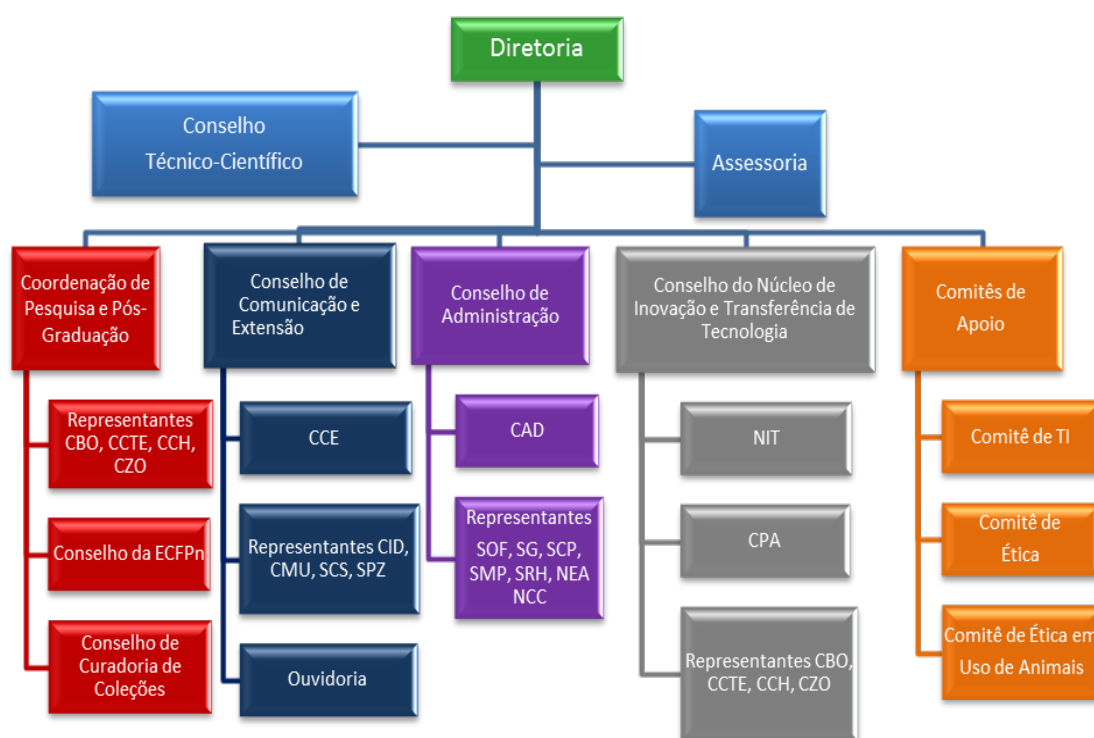 Diretoria
Conselho
Técnico-Científico
Assessoria
Coordenação de
Pesquisa e Pós-
Graduação
Conselho de
Comunicação e
Extensão
Conselho de
Administração
Conselho do Núcleo de
Inovação e Transferência de
Tecnologia
Comitês de
Apoio
Representantes
CBO, CCTE, CCH,
CZO
Conselho da ECFPn
Conselho de
Curadoria de
Coleções
CCE
Representantes CID,
CMU, SCS, SPZ
Ouvidoria
CAD
Representantes
SOF, SG, SCP,
SMP, SRH, NEA
NCC
NIT
CPA
Representantes CBO,
CCTE, CCH, CZO
Comitê de TI
Comitê de
Ética
Comitê de Ética em
Uso de Animais